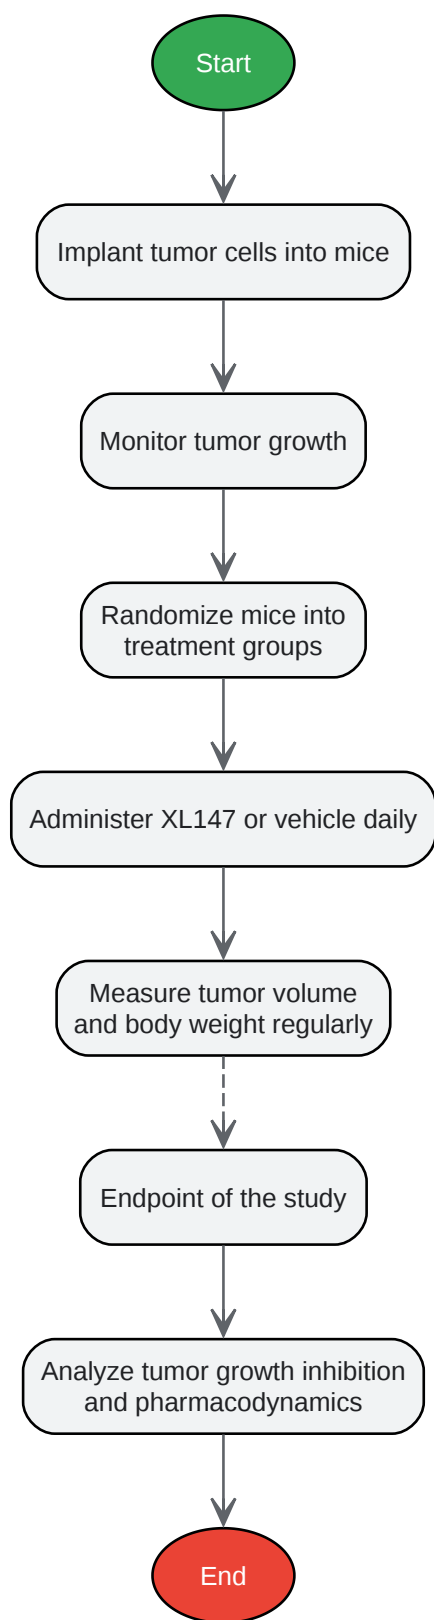 Start
Implant tumor cells into mice
Monitor tumor growth
Randomize mice into
treatment groups
Administer XL147 or vehicle daily
Measure tumor volume
and body weight regularly
Endpoint of the study
Analyze tumor growth inhibition
and pharmacodynamics
End